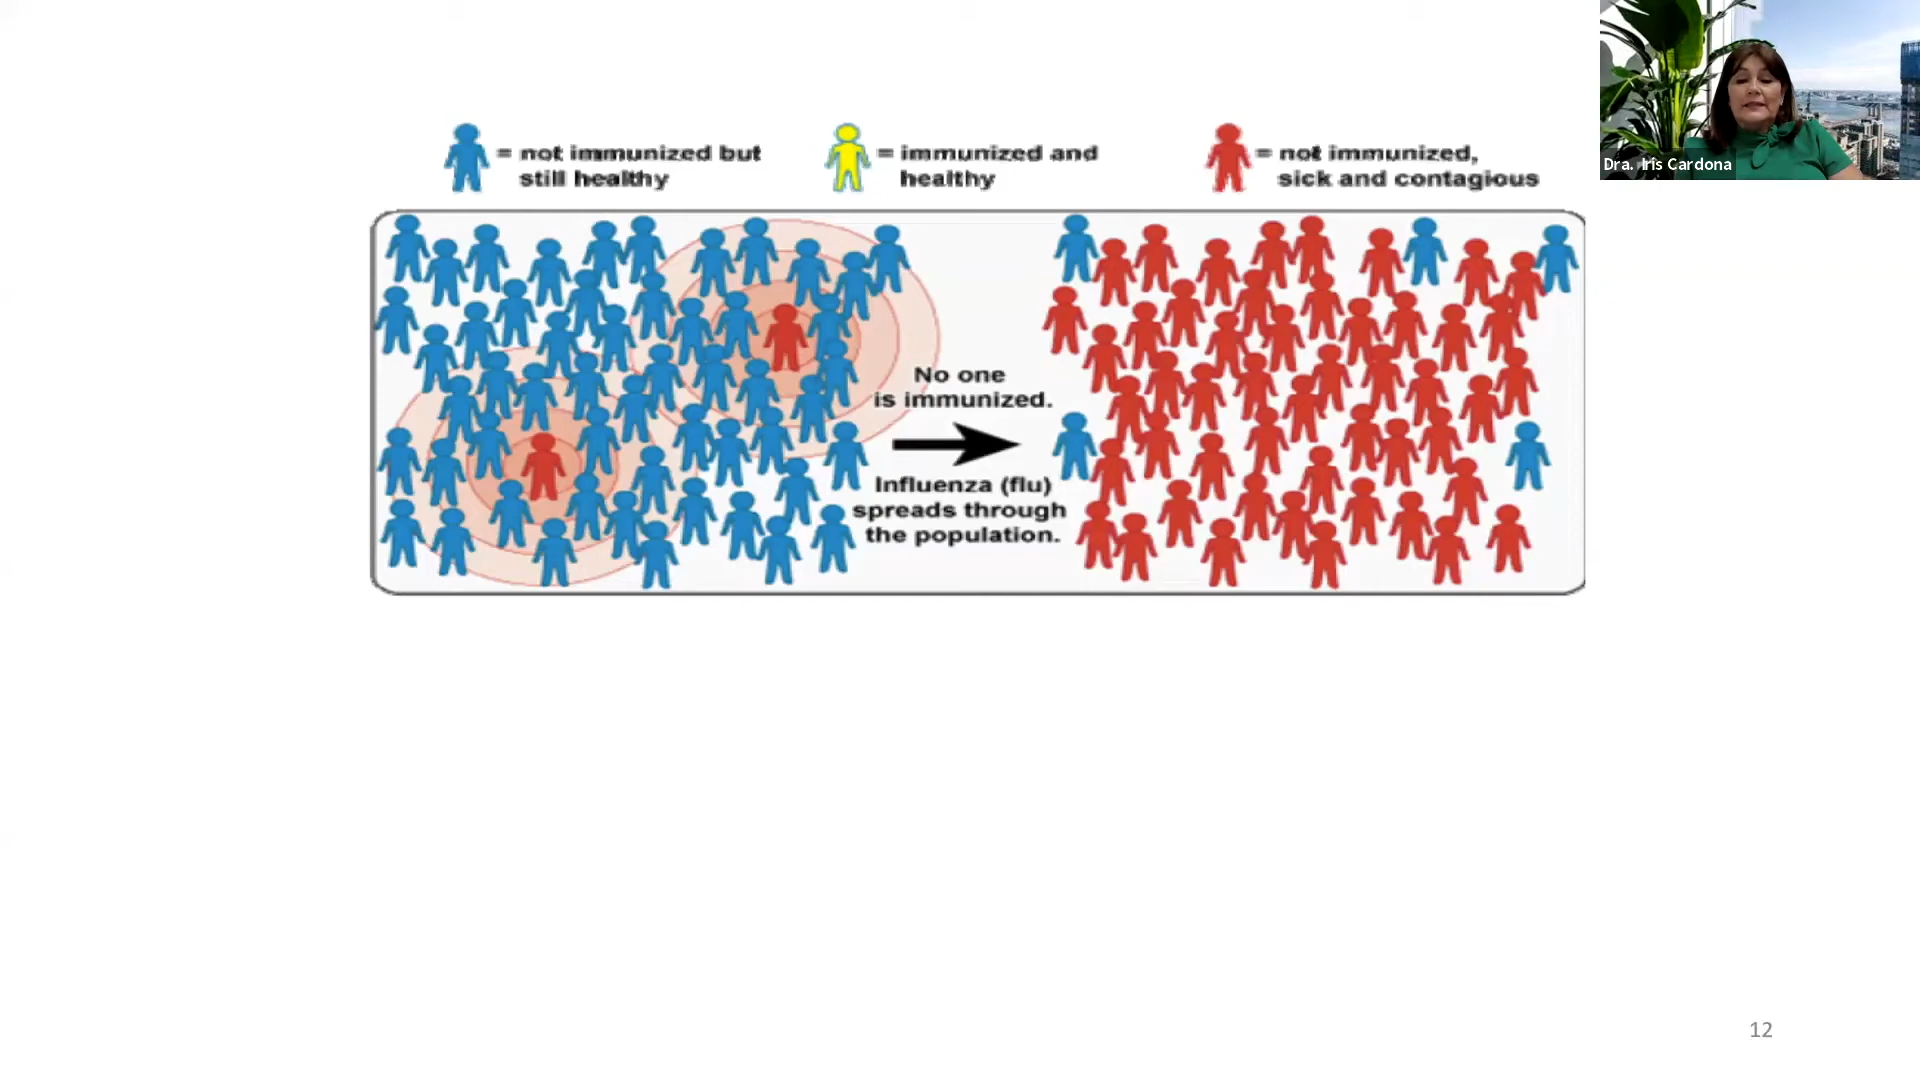 = not immunized but
still healthy
= immunized and
healthy
= not immunized,
sick and contagious
No one
is immunized.
Influenza (flu)
spreads through
the population.
Dra. Iris Cardona
12